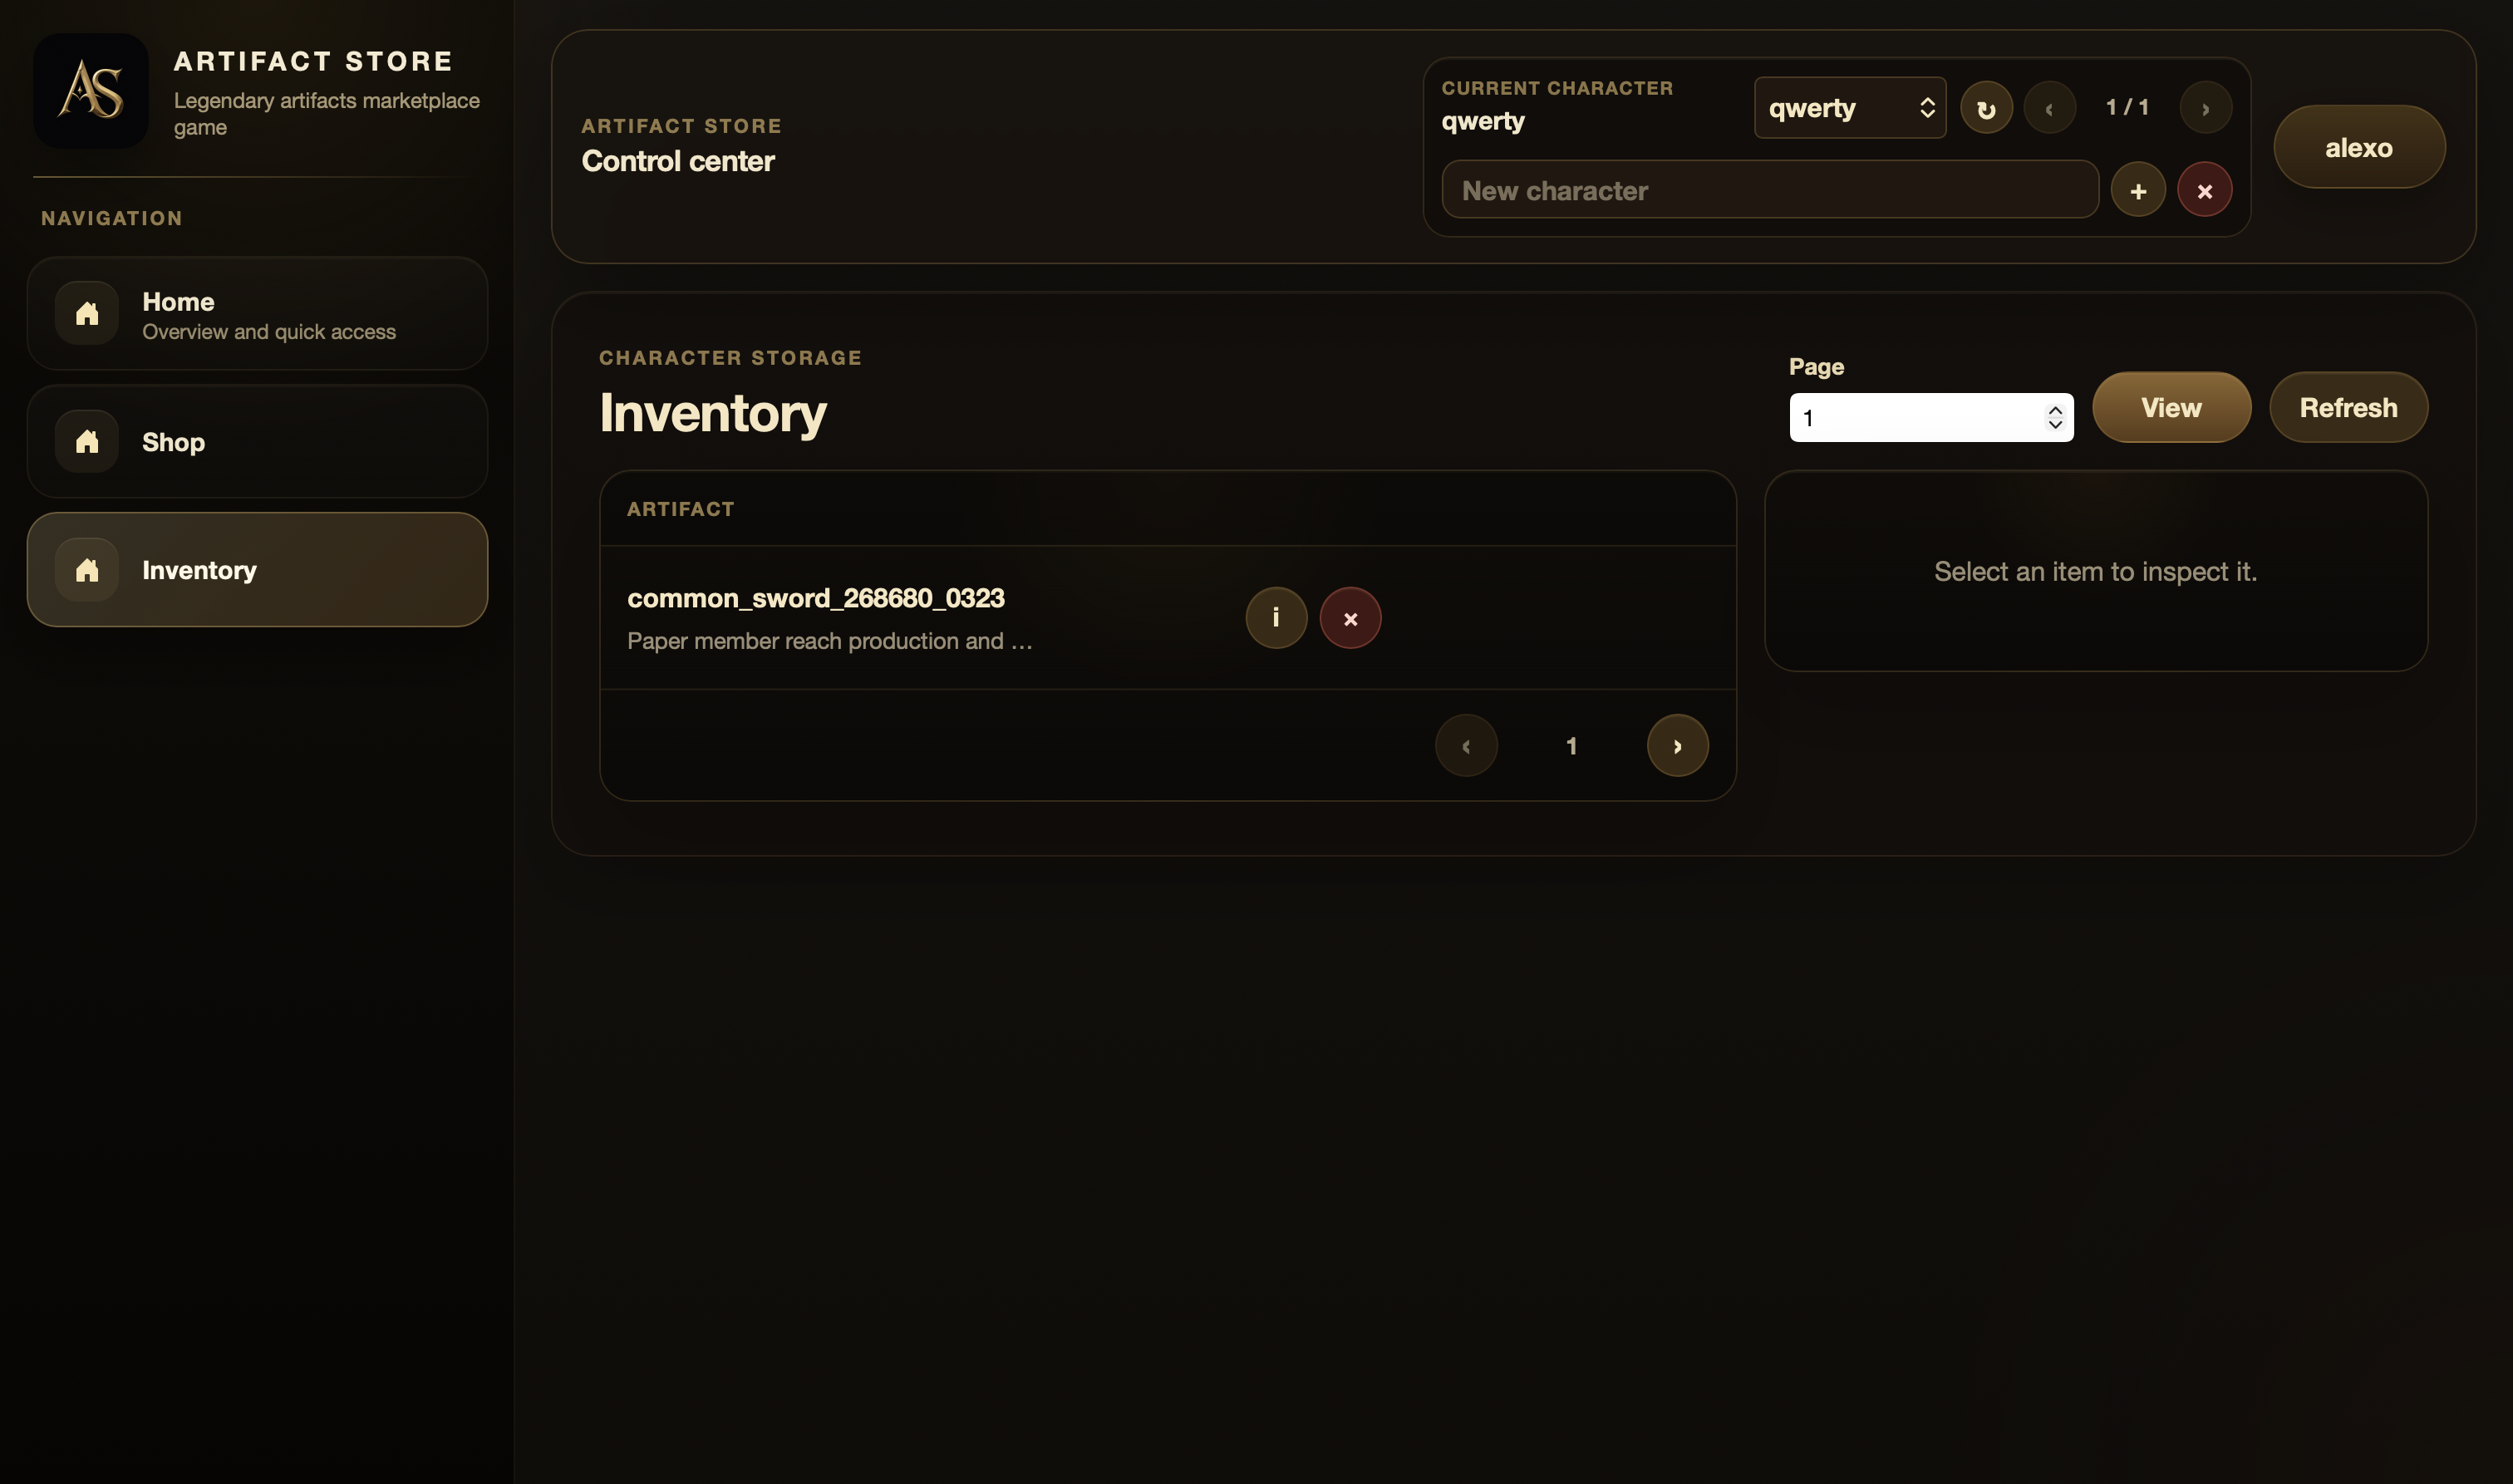 AS
ARTIFACT STORE
Legendary artifacts marketplace
game
NAVIGATION
Home
Overview and quick access
Shop
Inventory
ARTIFACT STORE
Control center
CURRENT CHARACTER
qwerty
qwerty
↻
‹
1 / 1
›
New character
+
×
alexo
CHARACTER STORAGE
Inventory
Page
1
View
Refresh
ARTIFACT
common_sword_268680_0323
Paper member reach production and …
i
×
‹
1
›
Select an item to inspect it.